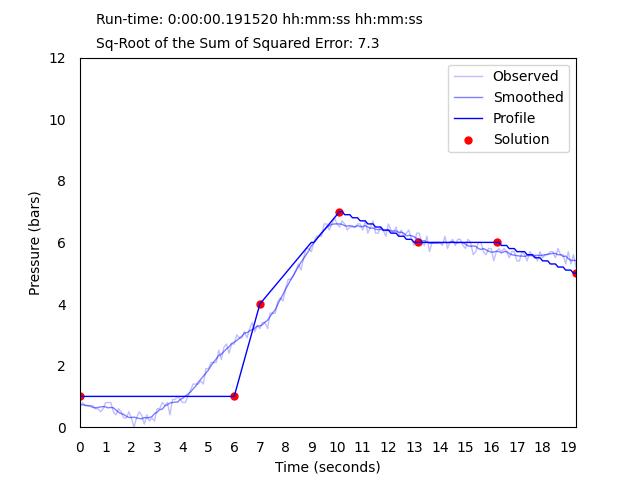 Run-time: 0:00:00.191520 hh:mm:ss hh:mm:ss
Sq-Root of the Sum of Squared Error: 7.3
Observed
Smoothed
Profile
Solution
Pressure (bars)
12
10
8
6
4
2
0
0 1 2 3 4 5 6 7 8 9 10 11 12 13 14 15 16 17 18 19
Time (seconds)